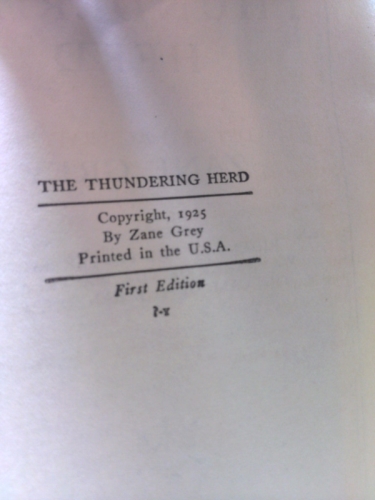 THE THUNDERING HERD
Copyright, 1925
By Zane Grey
Printed in the U.S.A.
First Edition